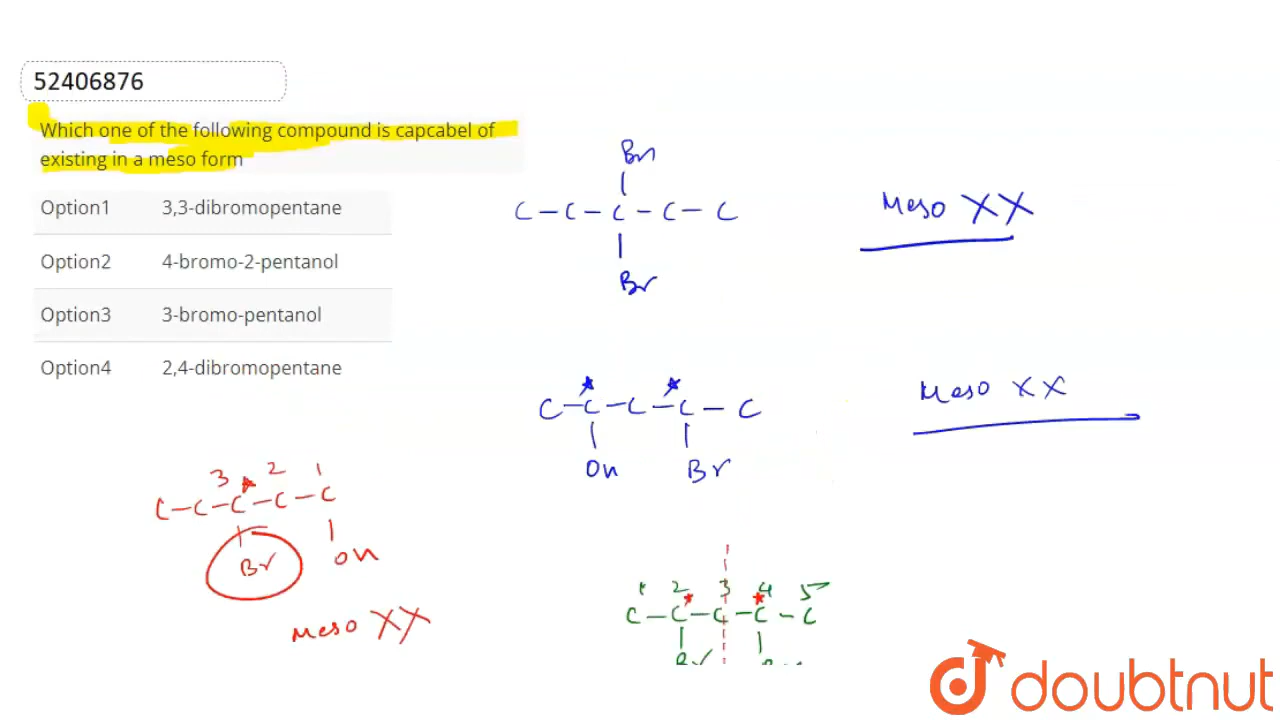 52406876
Which one of the following compound is capcabel of
existing in a meso form
Option1 3,3-dibromopentane
Option2 4-bromo-2-pentanol
Option3 3-bromo-pentanol
Option4 2,4-dibromopentane
Br
C – C – C – C – C
Br
Meso XX
★ ★
C – C – C – C – C
OH Br
Meso XX
3 2 1
★
C – C – C – C – C
Br OH
Meso XX
1 2 3 4 5
★ ★
C – C – C – C – C
Br Br
doubtnut